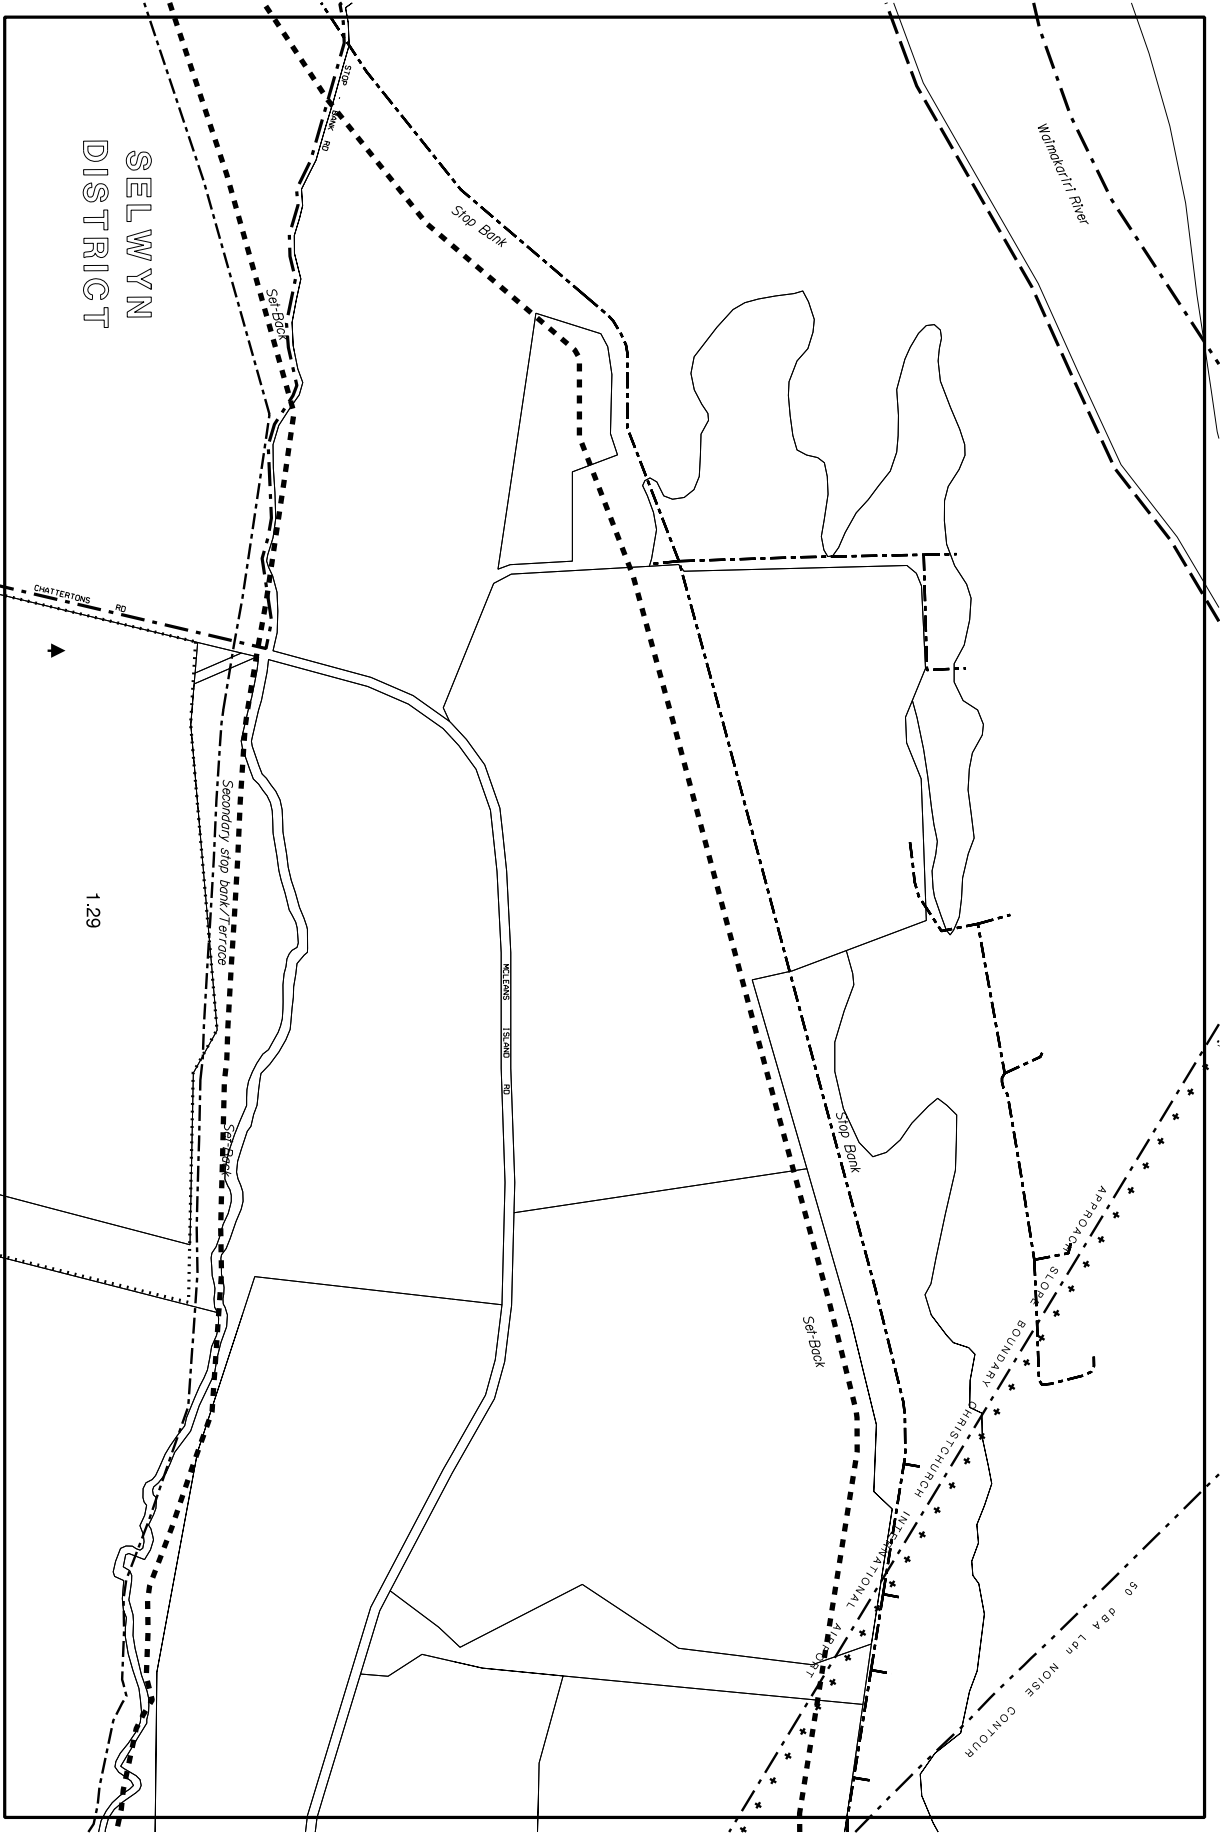 Waimakariri River
STOP BANK RD
Stop Bank
SELWYN
DISTRICT
Set-Back
CHATTERTONS RD
Secondary stop bank/Terrace
1.29
MCLEANS ISLAND RD
Stop Bank
Set-Back
Set-Back
APPROACH SLOPE BOUNDARY
CHRISTCHURCH INTERNATIONAL AIRPORT
50 dBA Ldn NOISE CONTOUR